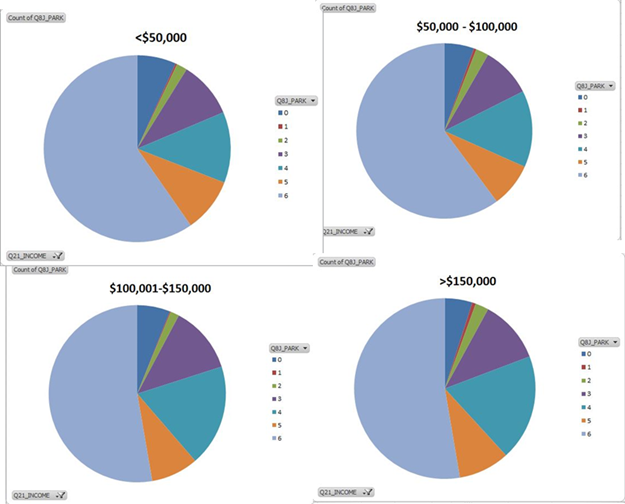 Count of Q8J_PARK
<$50,000
Q8J_PARK
0
1
2
3
4
5
6
Q21_INCOME
Count of Q8J_PARK
$50,000 - $100,000
Q8J_PARK
0
1
2
3
4
5
6
Q21_INCOME
Count of Q8J_PARK
$100,001-$150,000
Q8J_PARK
0
1
2
3
4
5
6
Q21_INCOME
Count of Q8J_PARK
>$150,000
Q8J_PARK
0
1
2
3
4
5
6
Q21_INCOME